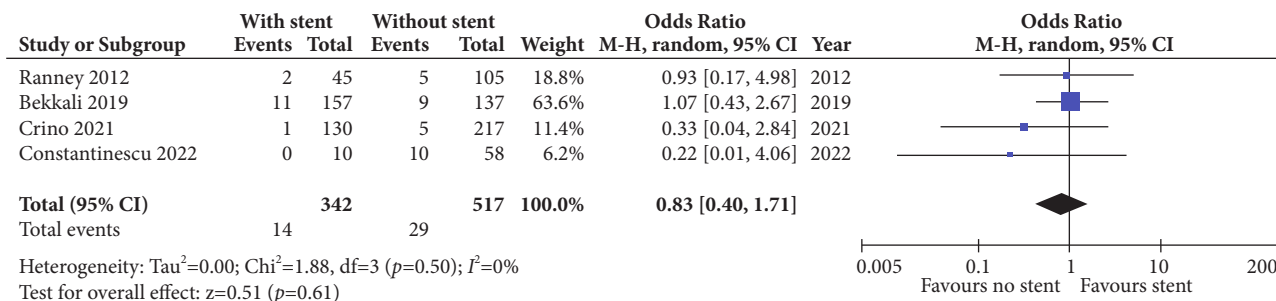 With stent Without stent Odds Ratio Odds Ratio
Study or Subgroup Events Total Events Total Weight M-H, random, 95% CI Year M-H, random, 95% CI
Ranney 2012 2 45 5 105 18.8% 0.93 [0.17, 4.98] 2012
Bekkali 2019 11 157 9 137 63.6% 1.07 [0.43, 2.67] 2019
Crino 2021 1 130 5 217 11.4% 0.33 [0.04, 2.84] 2021
Constantinescu 2022 0 10 10 58 6.2% 0.22 [0.01, 4.06] 2022
Total (95% CI) 342 517 100.0% 0.83 [0.40, 1.71]
Total events 14 29
Heterogeneity: Tau²=0.00; Chi²=1.88, df=3 (p=0.50); I²=0%
Test for overall effect: z=0.51 (p=0.61)
0.005 0.1 1 10 200
Favours no stent Favours stent